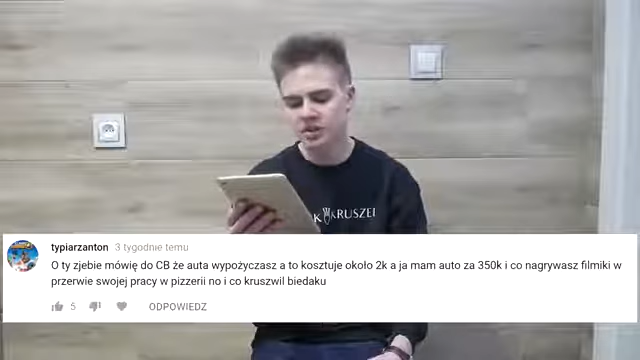 K KRUSZEL
typiarzanton 3 tygodnie temu
O ty zjebie mówię do CB że auta wypożyczasz a to kosztuje około 2k a ja mam auto za 350k i co nagrywasz filmiki w
przerwie swojej pracy w pizzerii no i co kruszwil biedaku
5 ODPOWIEDZ